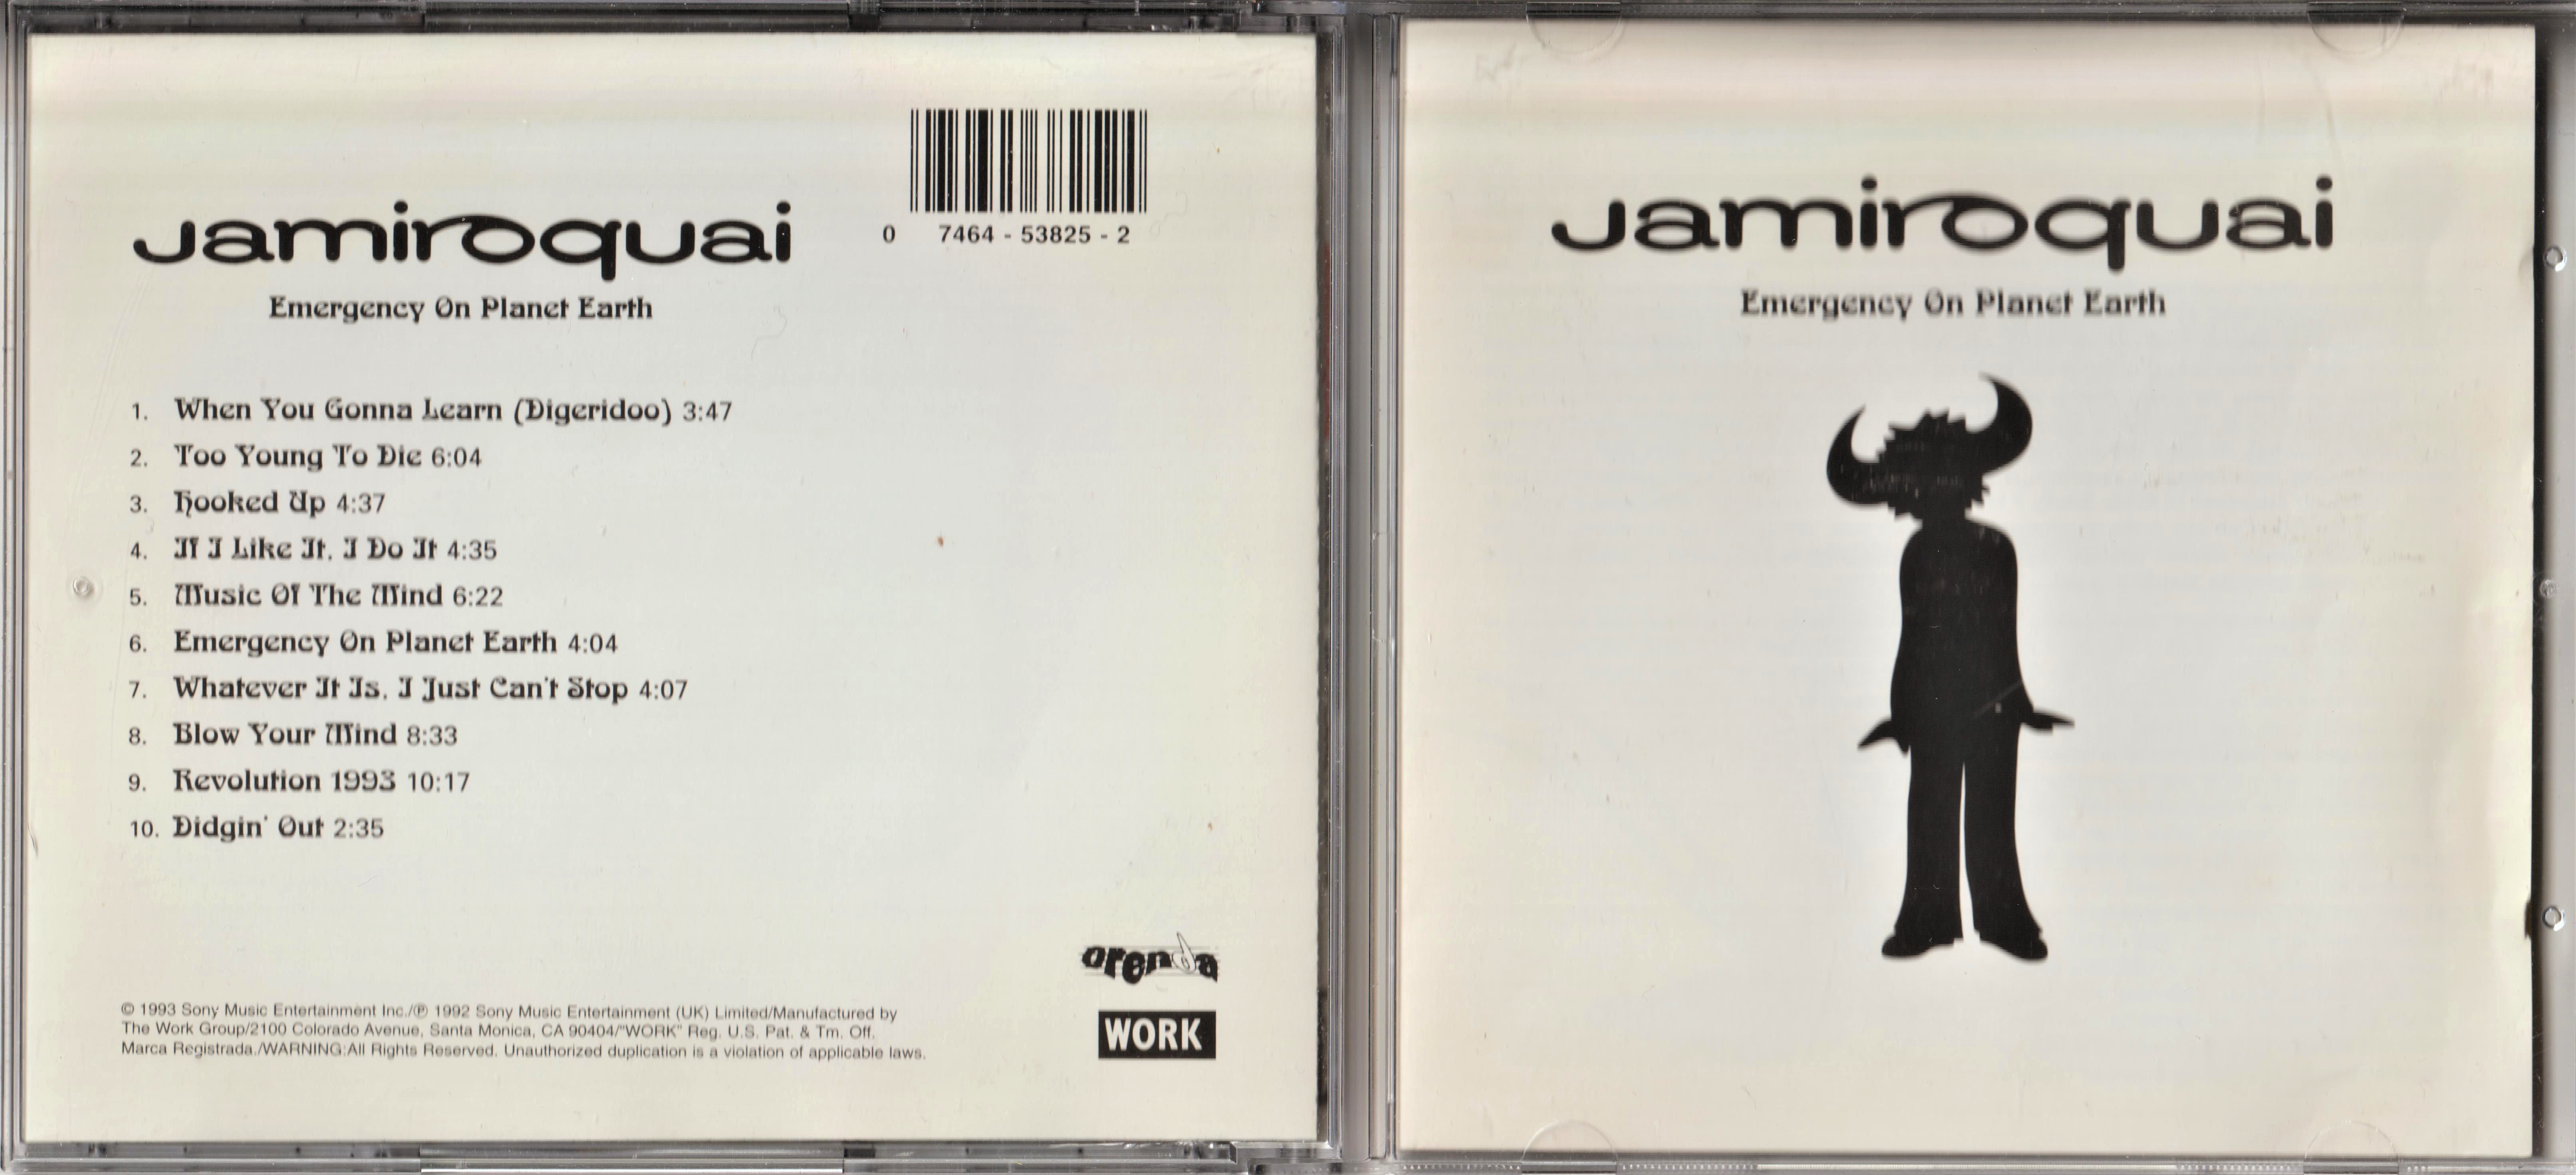 Jamiroquai
Emergency On Planet Earth
0 7464 - 53825 - 2
1. When You Gonna Learn (Digeridoo) 3:47
2. Too Young To Die 6:04
3. Hooked Up 4:37
4. If I Like It, I Do It 4:35
5. Music Of The Mind 6:22
6. Emergency On Planet Earth 4:04
7. Whatever It Is, I Just Can't Stop 4:07
8. Blow Your Mind 8:33
9. Revolution 1993 10:17
10. Didgin' Out 2:35
orenda
WORK
© 1993 Sony Music Entertainment Inc./℗ 1992 Sony Music Entertainment (UK) Limited/Manufactured by
The Work Group/2100 Colorado Avenue, Santa Monica, CA 90404/"WORK" Reg. U.S. Pat. & Tm. Off.
Marca Registrada./WARNING:All Rights Reserved. Unauthorized duplication is a violation of applicable laws.
Jamiroquai
Emergency On Planet Earth